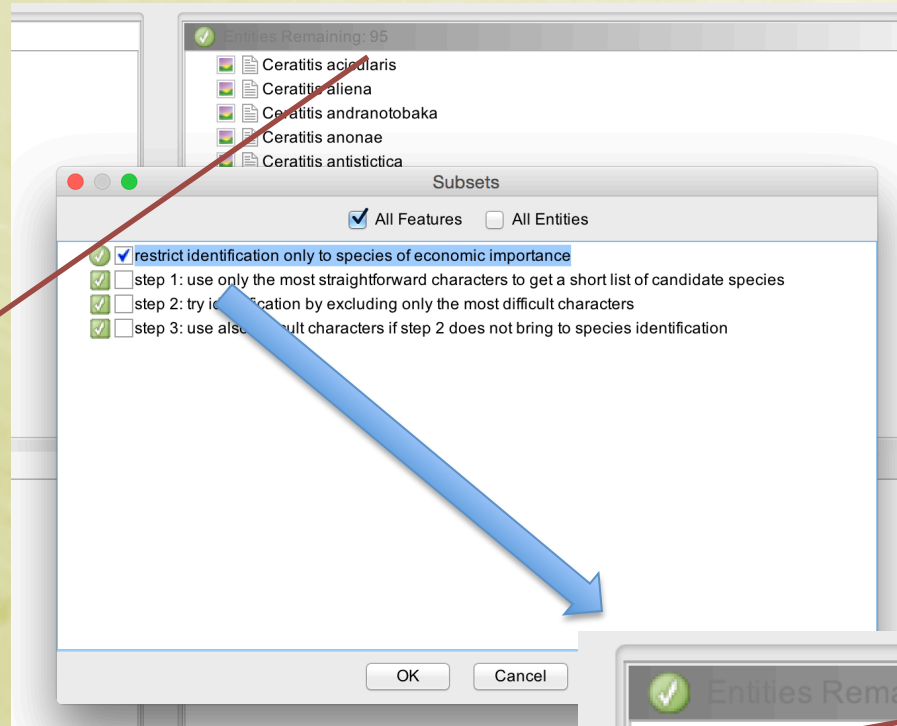 Entities Remaining: 95
Ceratitis acicularis
Ceratitis aliena
Ceratitis andranotobaka
Ceratitis anonae
Ceratitis antistictica
Subsets
All Features All Entities
restrict identification only to species of economic importance
step 1: use only the most straightforward characters to get a short list of candidate species
step 2: try identification by excluding only the most difficult characters
step 3: use also difficult characters if step 2 does not bring to species identification
OK Cancel
Entities Rema